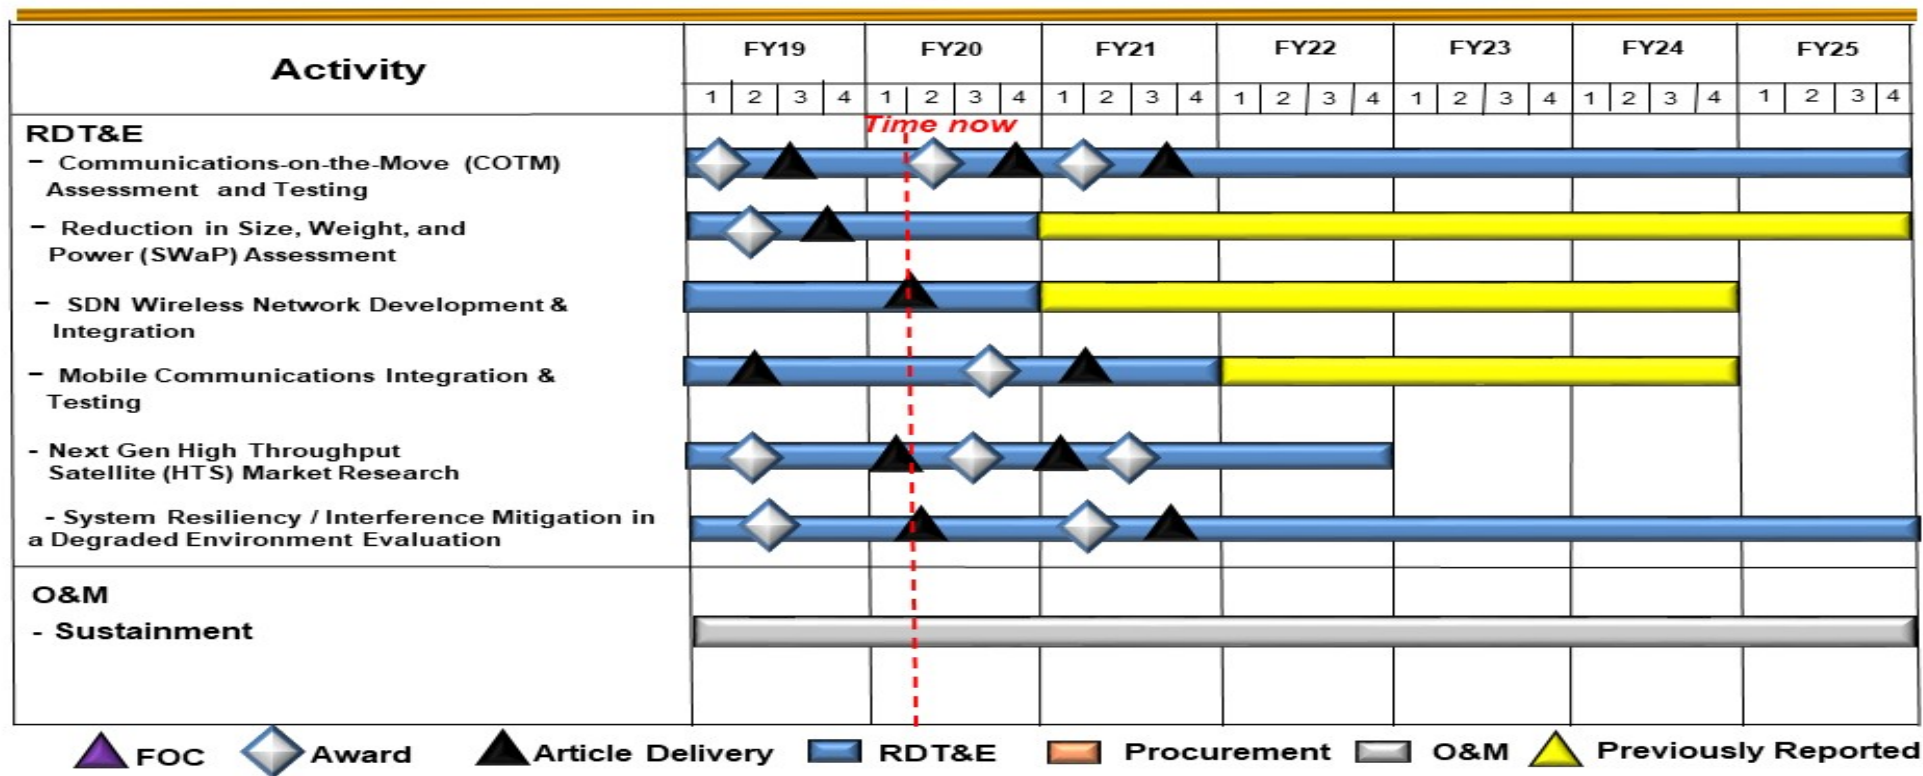 Activity
FY19 FY20 FY21 FY22 FY23 FY24 FY25
1 2 3 4 1 2 3 4 1 2 3 4 1 2 3 4 1 2 3 4 1 2 3 4 1 2 3 4
Time now
RDT&E
- Communications-on-the-Move (COTM)
Assessment and Testing
- Reduction in Size, Weight, and
Power (SWaP) Assessment
- SDN Wireless Network Development &
Integration
- Mobile Communications Integration &
Testing
- Next Gen High Throughput
Satellite (HTS) Market Research
- System Resiliency / Interference Mitigation in
a Degraded Environment Evaluation
O&M
- Sustainment
FOC Award Article Delivery RDT&E Procurement O&M Previously Reported